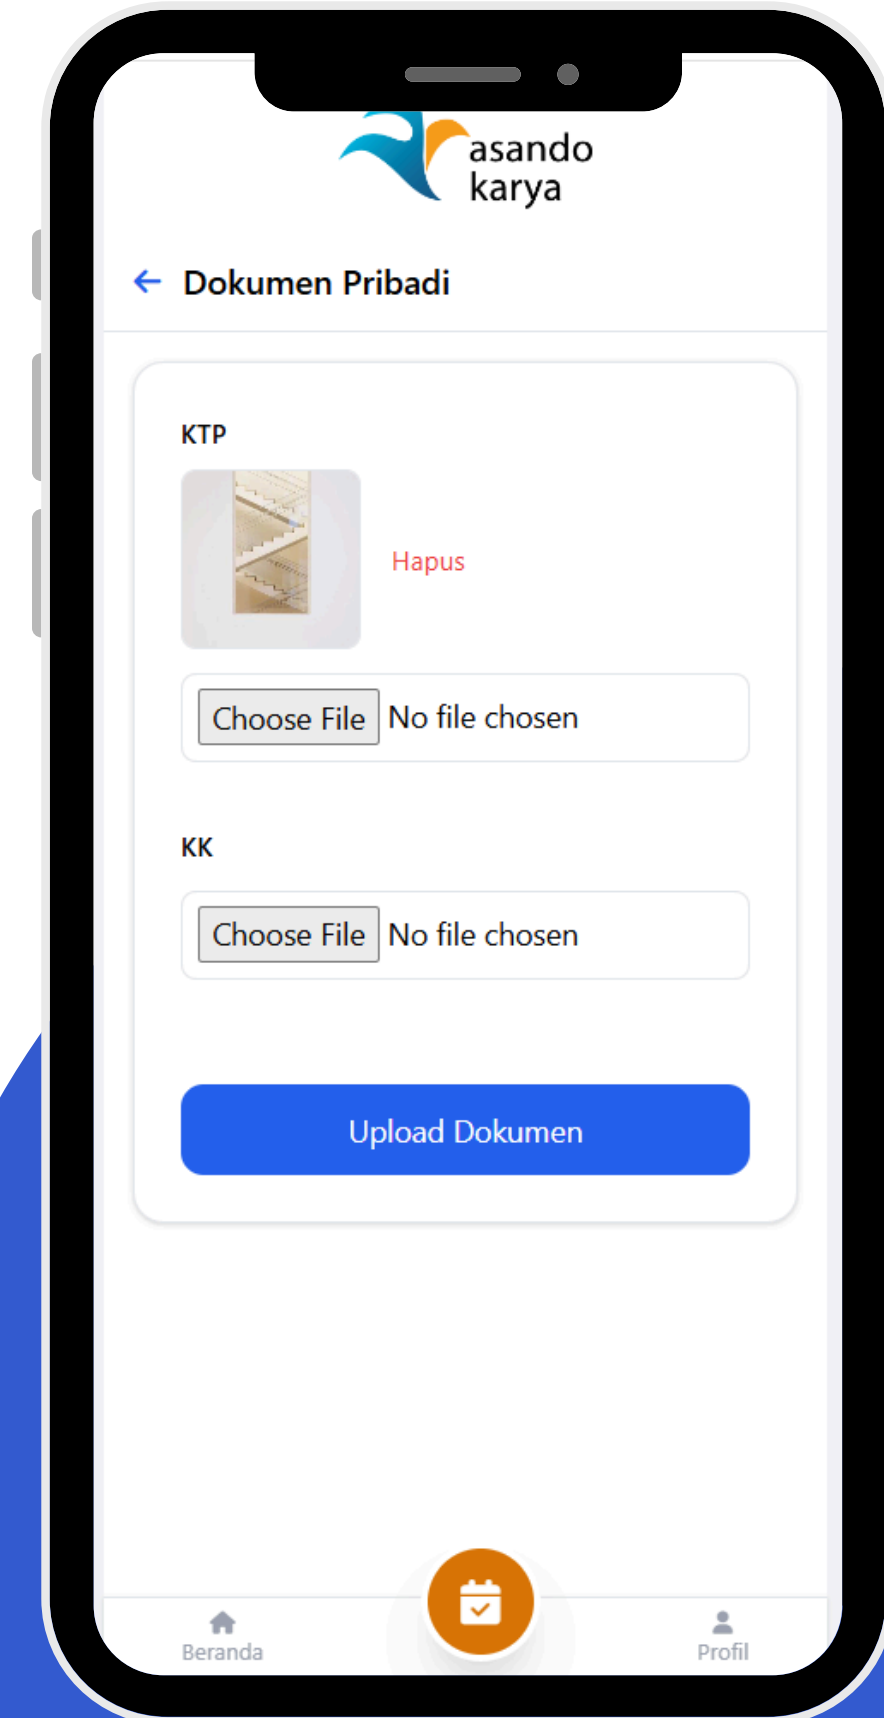 asando
karya
Dokumen Pribadi
KTP
Hapus
Choose File No file chosen
KK
Choose File No file chosen
Upload Dokumen
Beranda
Profil